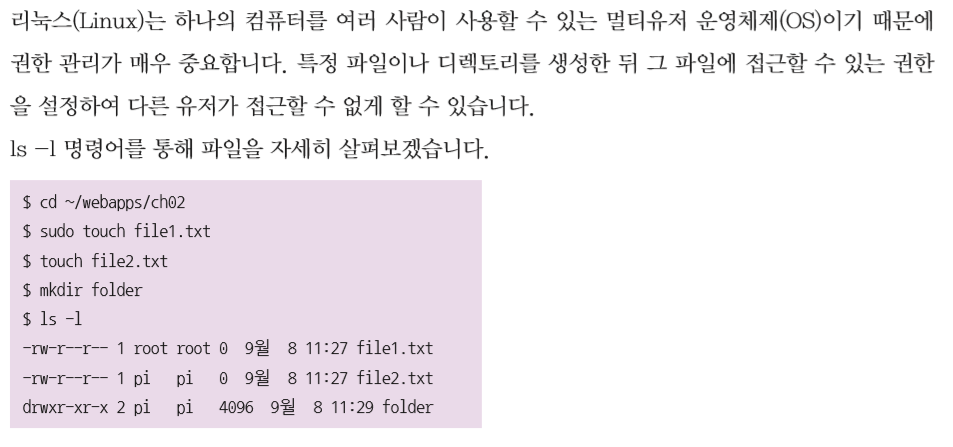 리눅스(Linux)는 하나의 컴퓨터를 여러 사람이 사용할 수 있는 멀티유저 운영체제(OS)이기 때문에
권한 관리가 매우 중요합니다. 특정 파일이나 디렉토리를 생성한 뒤 그 파일에 접근할 수 있는 권한
을 설정하여 다른 유저가 접근할 수 없게 할 수 있습니다.
ls –l 명령어를 통해 파일을 자세히 살펴보겠습니다.
$ cd ~/webapps/ch02
$ sudo touch file1.txt
$ touch file2.txt
$ mkdir folder
$ ls -l
-rw-r--r-- 1 root root 0 9월 8 11:27 file1.txt
-rw-r--r-- 1 pi pi 0 9월 8 11:27 file2.txt
drwxr-xr-x 2 pi pi 4096 9월 8 11:29 folder